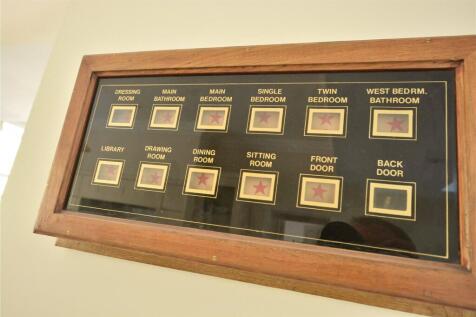 DRESSING
ROOM
MAIN
BATHROOM
MAIN
BEDROOM
SINGLE
BEDROOM
TWIN
BEDROOM
WEST BEDRM.
BATHROOM
LIBRARY
DRAWING
ROOM
DINING
ROOM
SITTING
ROOM
FRONT
DOOR
BACK
DOOR